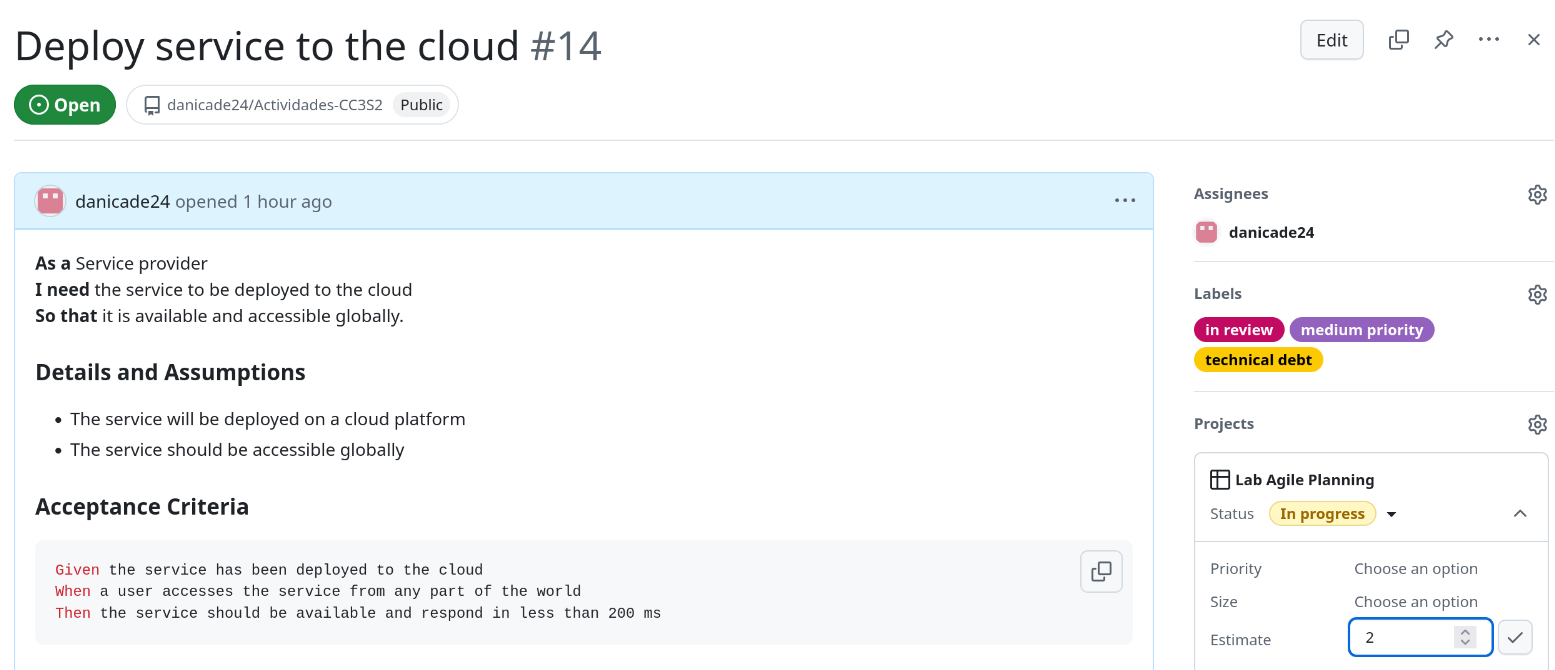 Deploy service to the cloud #14
Edit
Open
danicade24/Actividades-CC3S2 Public
danicade24 opened 1 hour ago
As a Service provider
I need the service to be deployed to the cloud
So that it is available and accessible globally.
Details and Assumptions
• The service will be deployed on a cloud platform
• The service should be accessible globally
Acceptance Criteria
Given the service has been deployed to the cloud
When a user accesses the service from any part of the world
Then the service should be available and respond in less than 200 ms
Assignees
danicade24
Labels
in review medium priority
technical debt
Projects
Lab Agile Planning
Status In progress
Priority Choose an option
Size Choose an option
Estimate 2